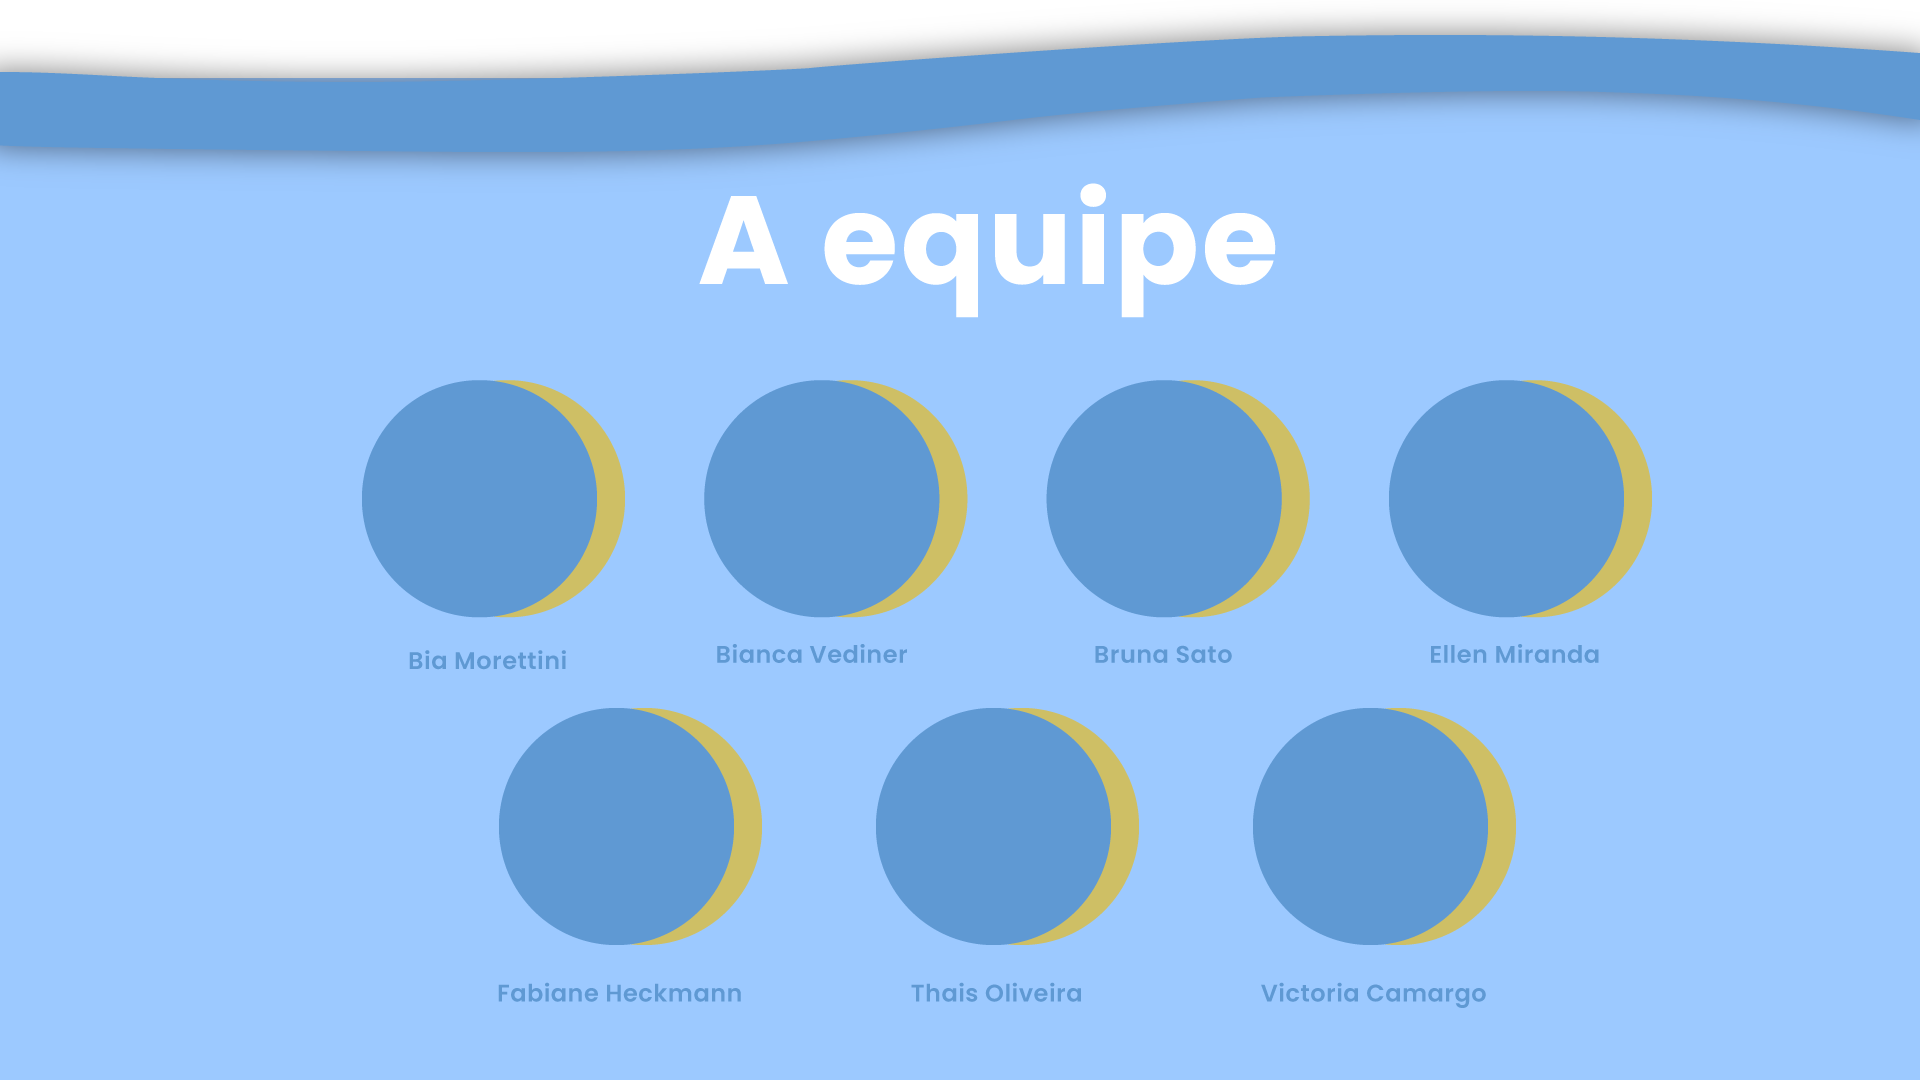 A equipe
Bia Morettini
Bianca Vediner
Bruna Sato
Ellen Miranda
Fabiane Heckmann
Thais Oliveira
Victoria Camargo